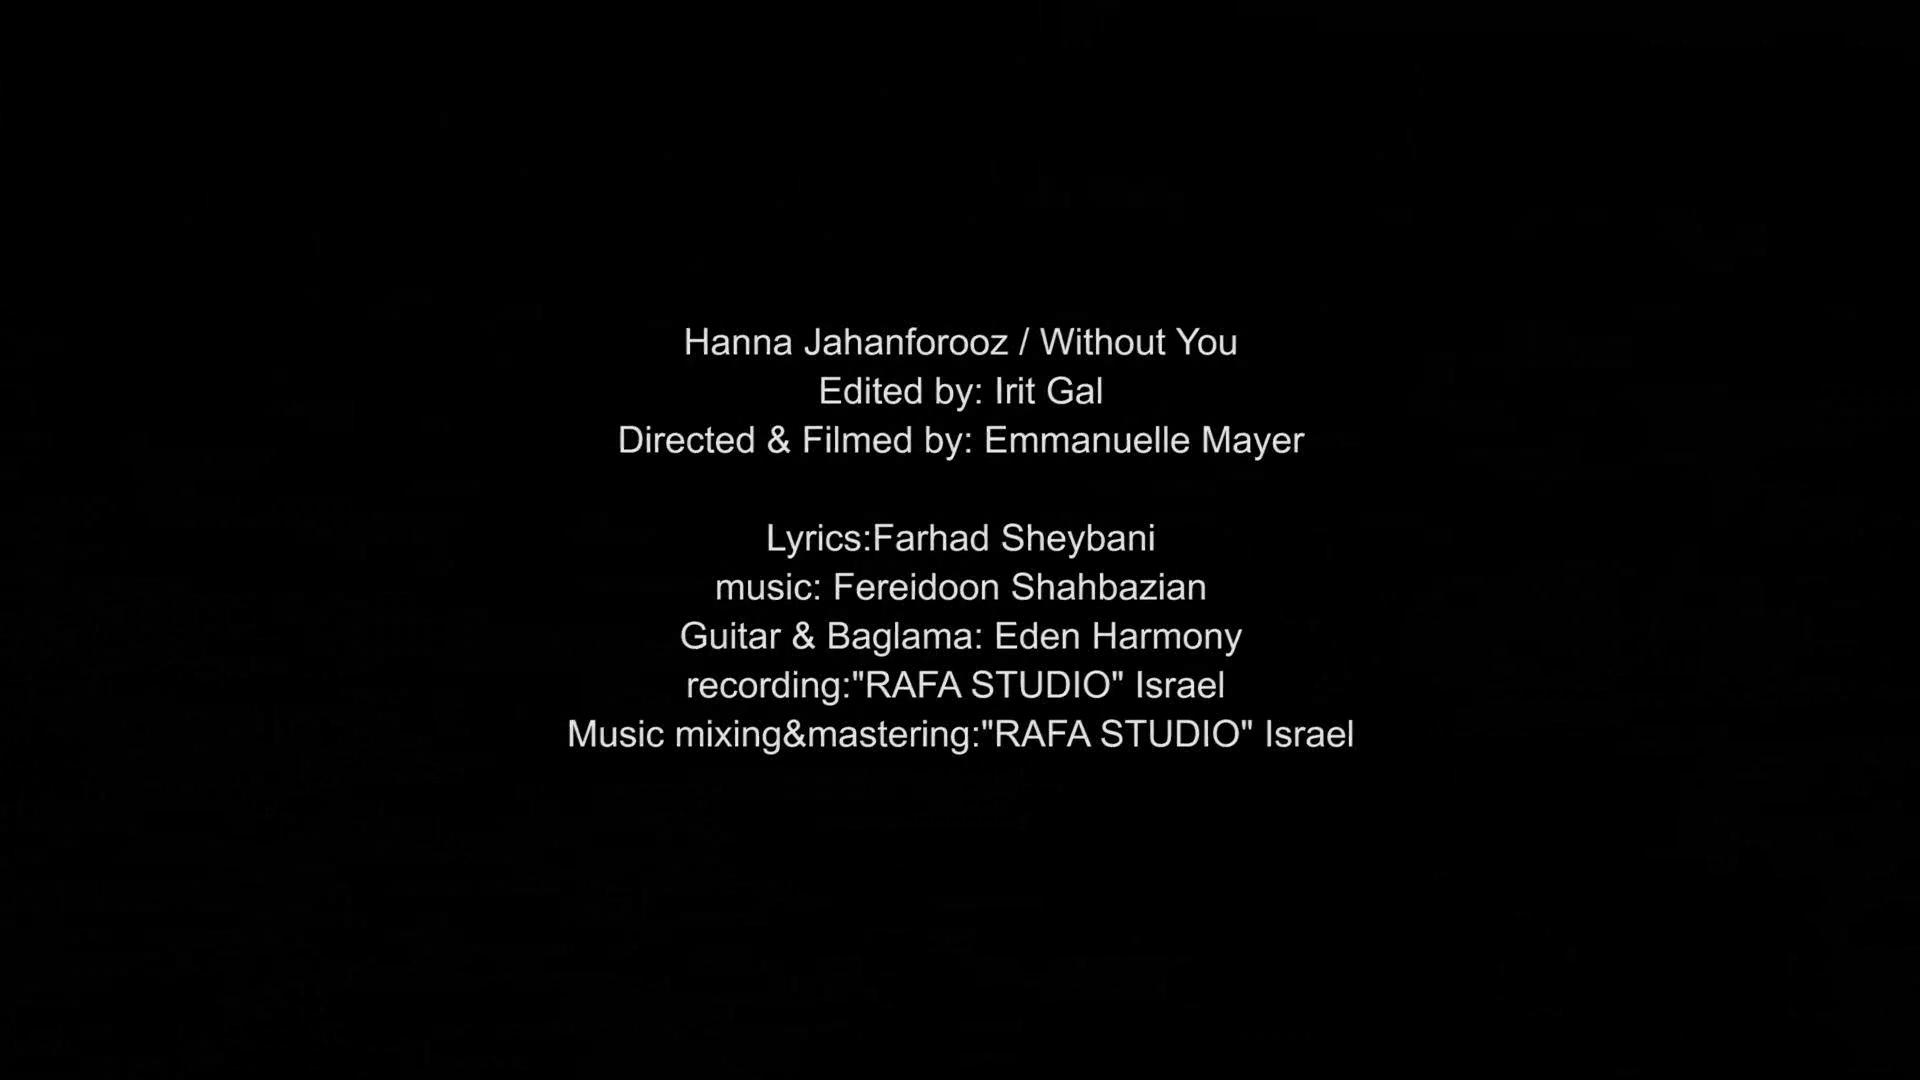 Hanna Jahanforooz / Without You
Edited by: Irit Gal
Directed & Filmed by: Emmanuelle Mayer
Lyrics:Farhad Sheybani
music: Fereidoon Shahbazian
Guitar & Baglama: Eden Harmony
recording:"RAFA STUDIO" Israel
Music mixing&mastering:"RAFA STUDIO" Israel